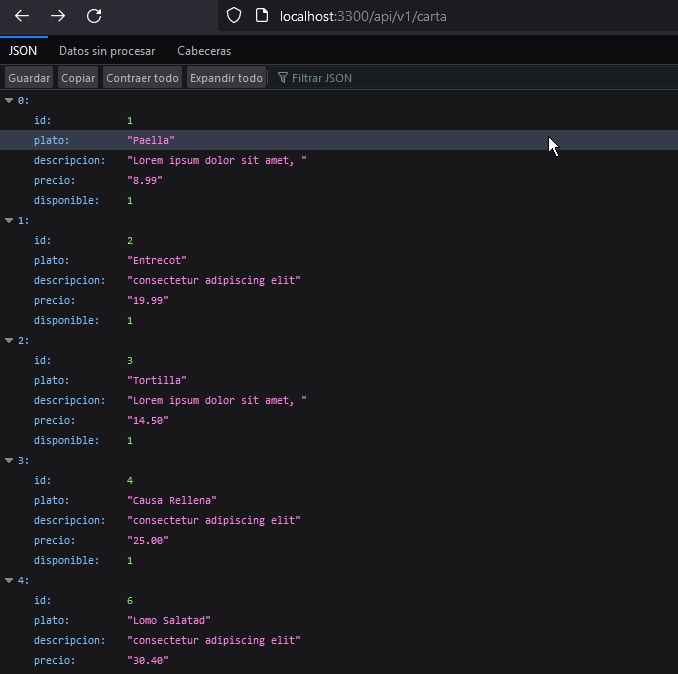 localhost:3300/api/v1/carta
JSON Datos sin procesar Cabeceras
Guardar Copiar Contraer todo Expandir todo Filtrar JSON
0:
id: 1
plato: "Paella"
descripcion: "Lorem ipsum dolor sit amet, "
precio: "8.99"
disponible: 1
1:
id: 2
plato: "Entrecot"
descripcion: "consectetur adipiscing elit"
precio: "19.99"
disponible: 1
2:
id: 3
plato: "Tortilla"
descripcion: "Lorem ipsum dolor sit amet, "
precio: "14.50"
disponible: 1
3:
id: 4
plato: "Causa Rellena"
descripcion: "consectetur adipiscing elit"
precio: "25.00"
disponible: 1
4:
id: 6
plato: "Lomo Salatad"
descripcion: "consectetur adipiscing elit"
precio: "30.40"